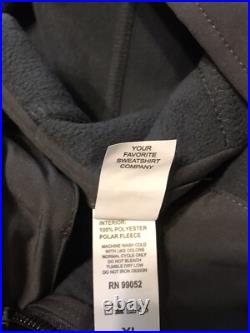 YOUR
FAVORITE
SWEATSHIRT
COMPANY
INTERIOR:
100% POLYESTER
POLAR FLEECE
MACHINE WASH COLD
WITH LIKE COLORS
NORMAL CYCLE ONLY
DO NOT BLEACH
TUMBLE DRY LOW
DO NOT IRON
RN 99052
XL